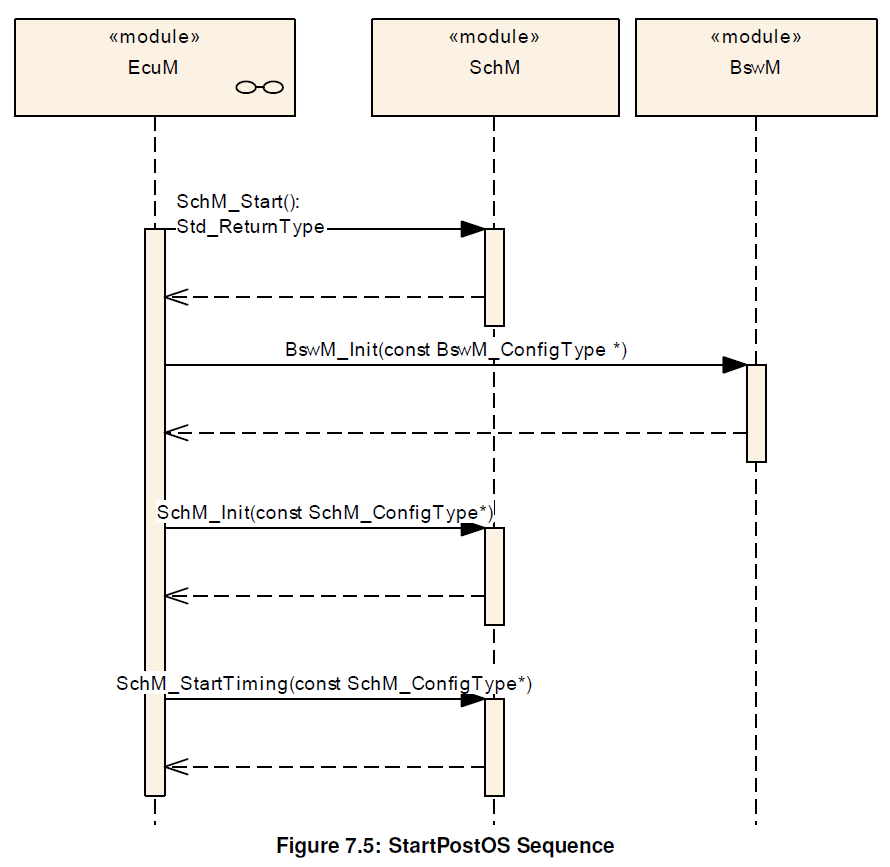 «module»
EcuM
«module»
SchM
«module»
BswM
SchM_Start():
Std_ReturnType
BswM_Init(const BswM_ConfigType *)
SchM_Init(const SchM_ConfigType*)
SchM_StartTiming(const SchM_ConfigType*)
Figure 7.5: StartPostOS Sequence